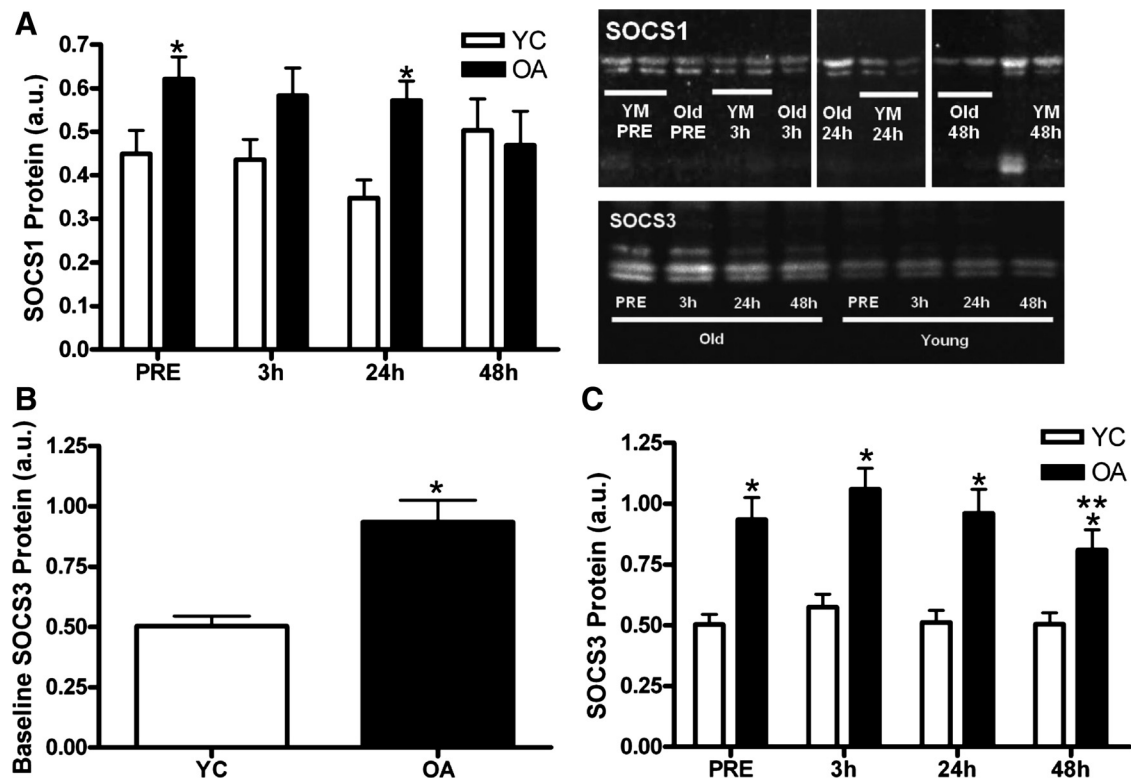 A
SOCS1 Protein (a.u.)
0.7
0.6
0.5
0.4
0.3
0.2
0.1
0.0
*
*
YC
OA
PRE 3h 24h 48h
SOCS1
YM PRE
Old PRE
YM 3h
Old 3h
Old 24h
YM 24h
Old 48h
YM 48h
SOCS3
PRE 3h 24h 48h PRE 3h 24h 48h
Old Young
B
Baseline SOCS3 Protein (a.u.)
1.25
1.00
0.75
0.50
0.25
0.00
*
YC OA
C
SOCS3 Protein (a.u.)
1.25
1.00
0.75
0.50
0.25
0.00
YC
OA
*
*
*
**
*
PRE 3h 24h 48h